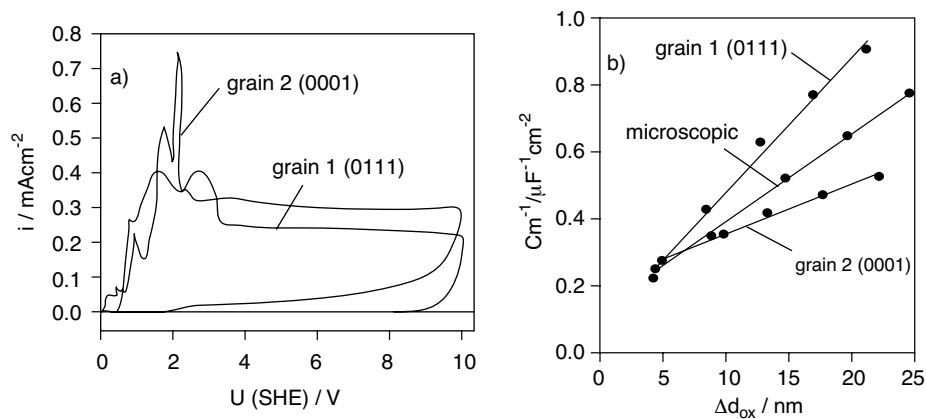 a)
0.8
0.7
0.6
0.5
0.4
0.3
0.2
0.1
0.0
i / mAcm⁻²
grain 2 (0001)
grain 1 (0111)
0
2
4
6
8
10
U (SHE) / V
b)
1.0
0.8
0.6
0.4
0.2
0.0
Cm⁻¹/μF⁻¹cm⁻²
grain 1 (0111)
microscopic
grain 2 (0001)
0
5
10
15
20
25
Δd_ox / nm